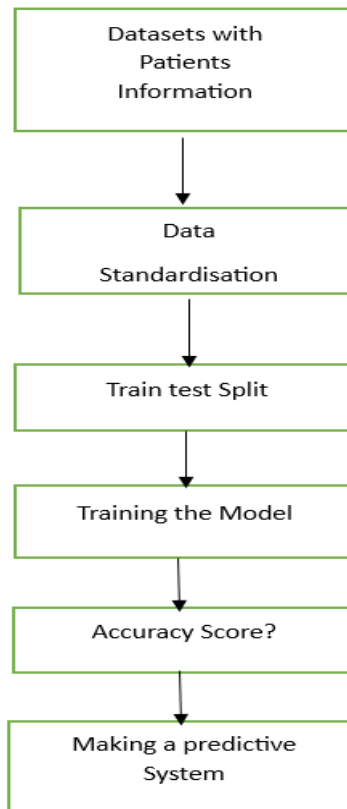 Datasets with
Patients
Information
Data
Standardisation
Train test Split
Training the Model
Accuracy Score?
Making a predictive
System